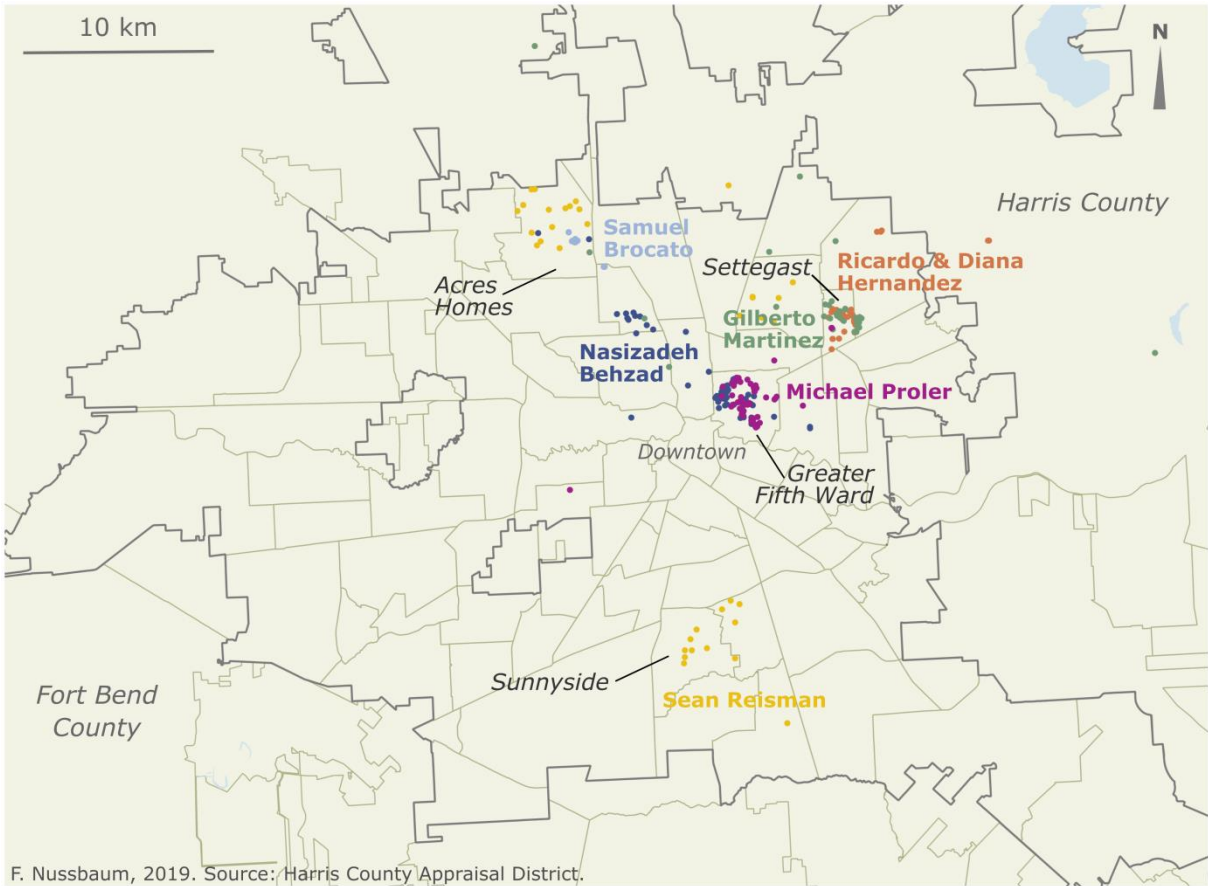 10 km
N
Harris County
Samuel
Brocato
Settegast
Ricardo & Diana
Hernandez
Acres
Homes
Gilberto
Martinez
Nasizadeh
Behzad
Michael Proler
Downtown
Greater
Fifth Ward
Sunnyside
Fort Bend
County
Sean Reisman
F. Nussbaum, 2019. Source: Harris County Appraisal District.